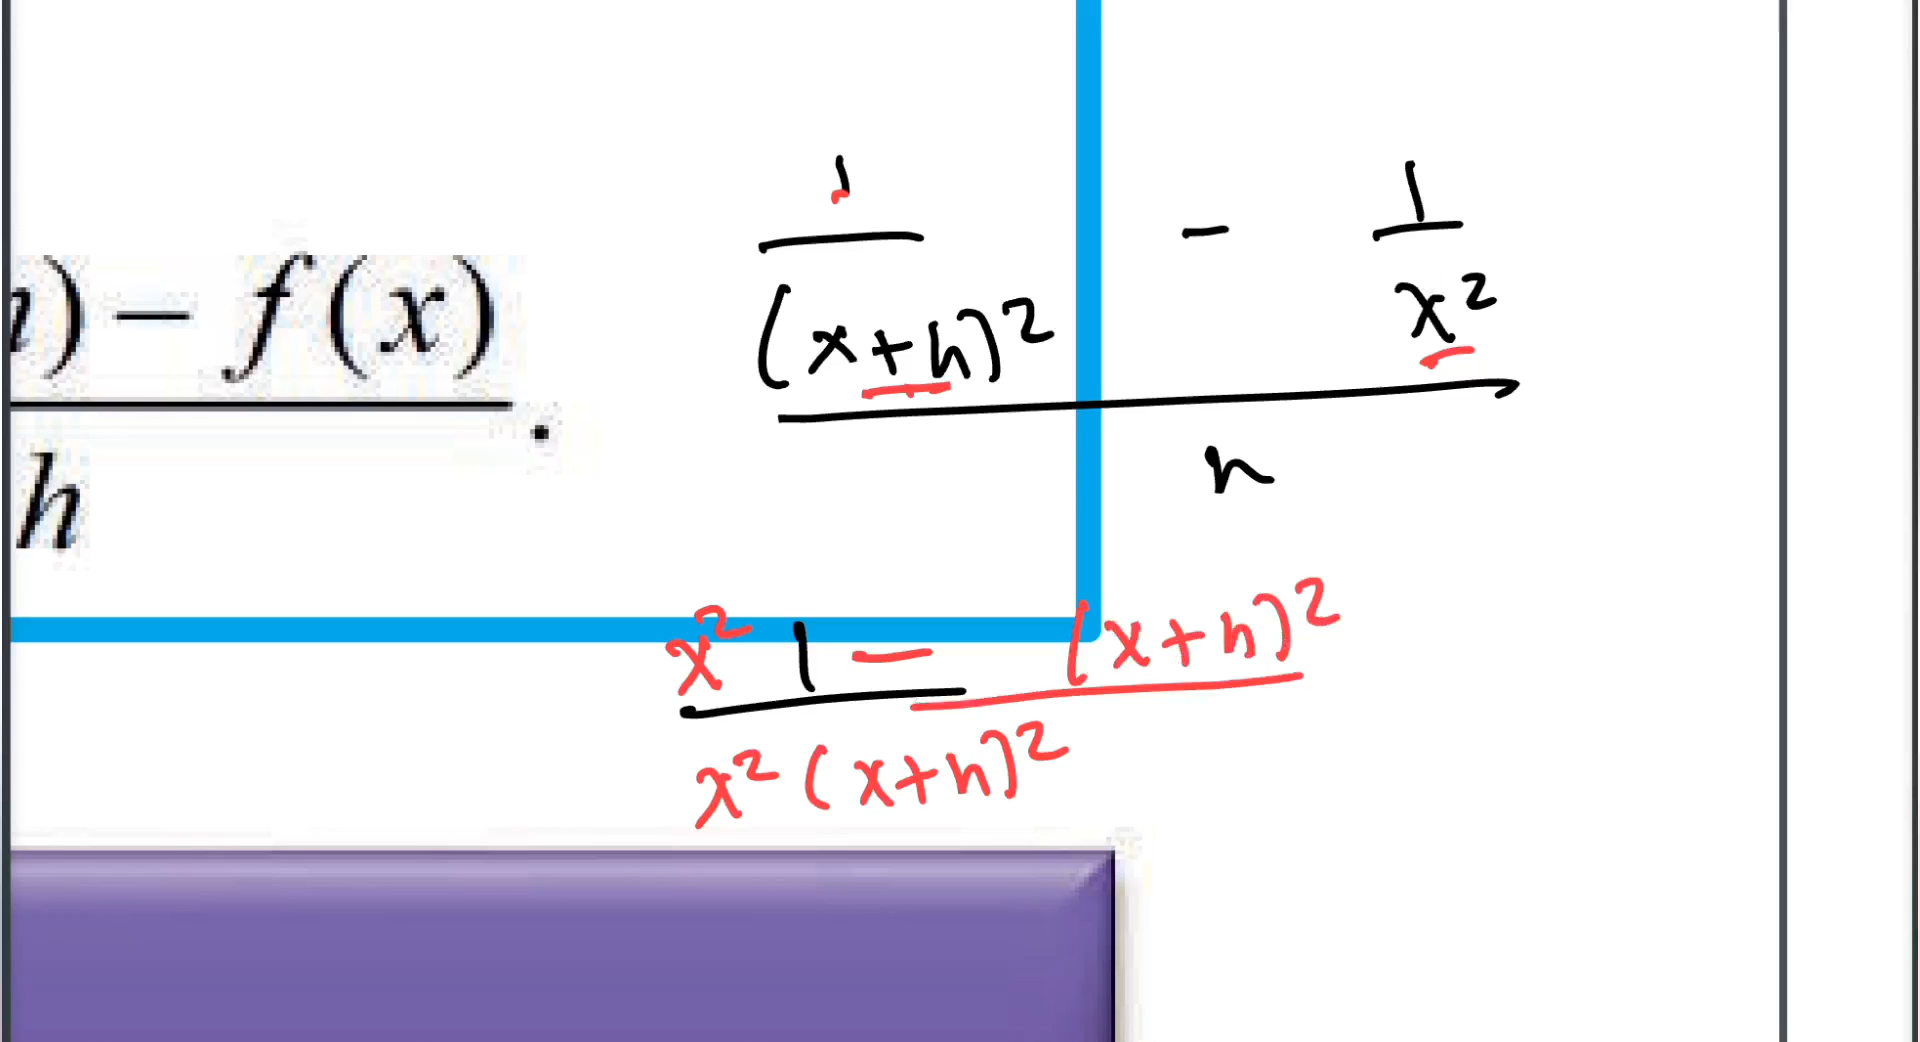 ) − f(x)
h
.
1 − 1
(x+h)² x²
h
x² 1 − (x+h)²
x² (x+h)²